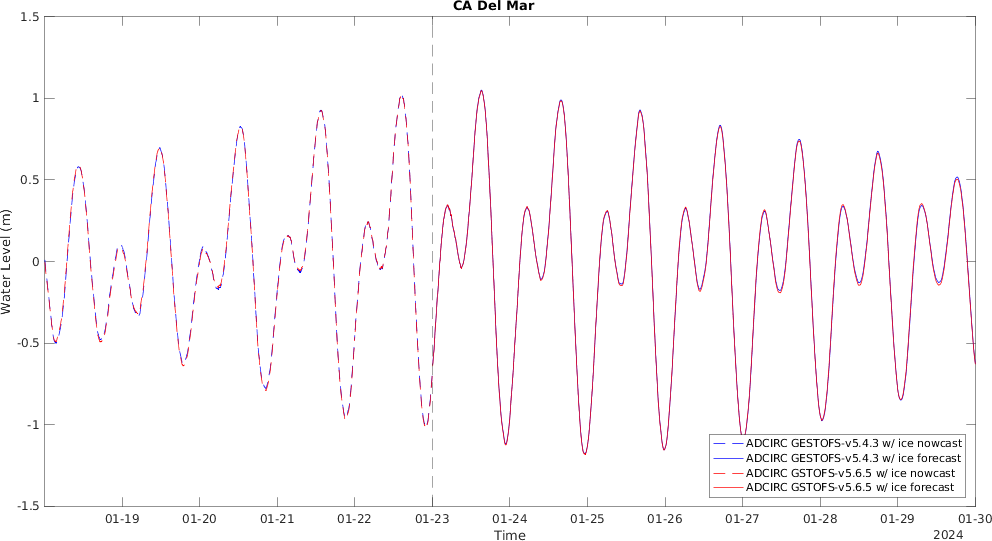 CA Del Mar
1.5
1
0.5
0
-0.5
-1
-1.5
Water Level (m)
ADCIRC GESTOFS-v5.4.3 w/ ice nowcast
ADCIRC GESTOFS-v5.4.3 w/ ice forecast
ADCIRC GSTOFS-v5.6.5 w/ ice nowcast
ADCIRC GSTOFS-v5.6.5 w/ ice forecast
01-19 01-20 01-21 01-22 01-23 01-24 01-25 01-26 01-27 01-28 01-29 01-30
Time
2024